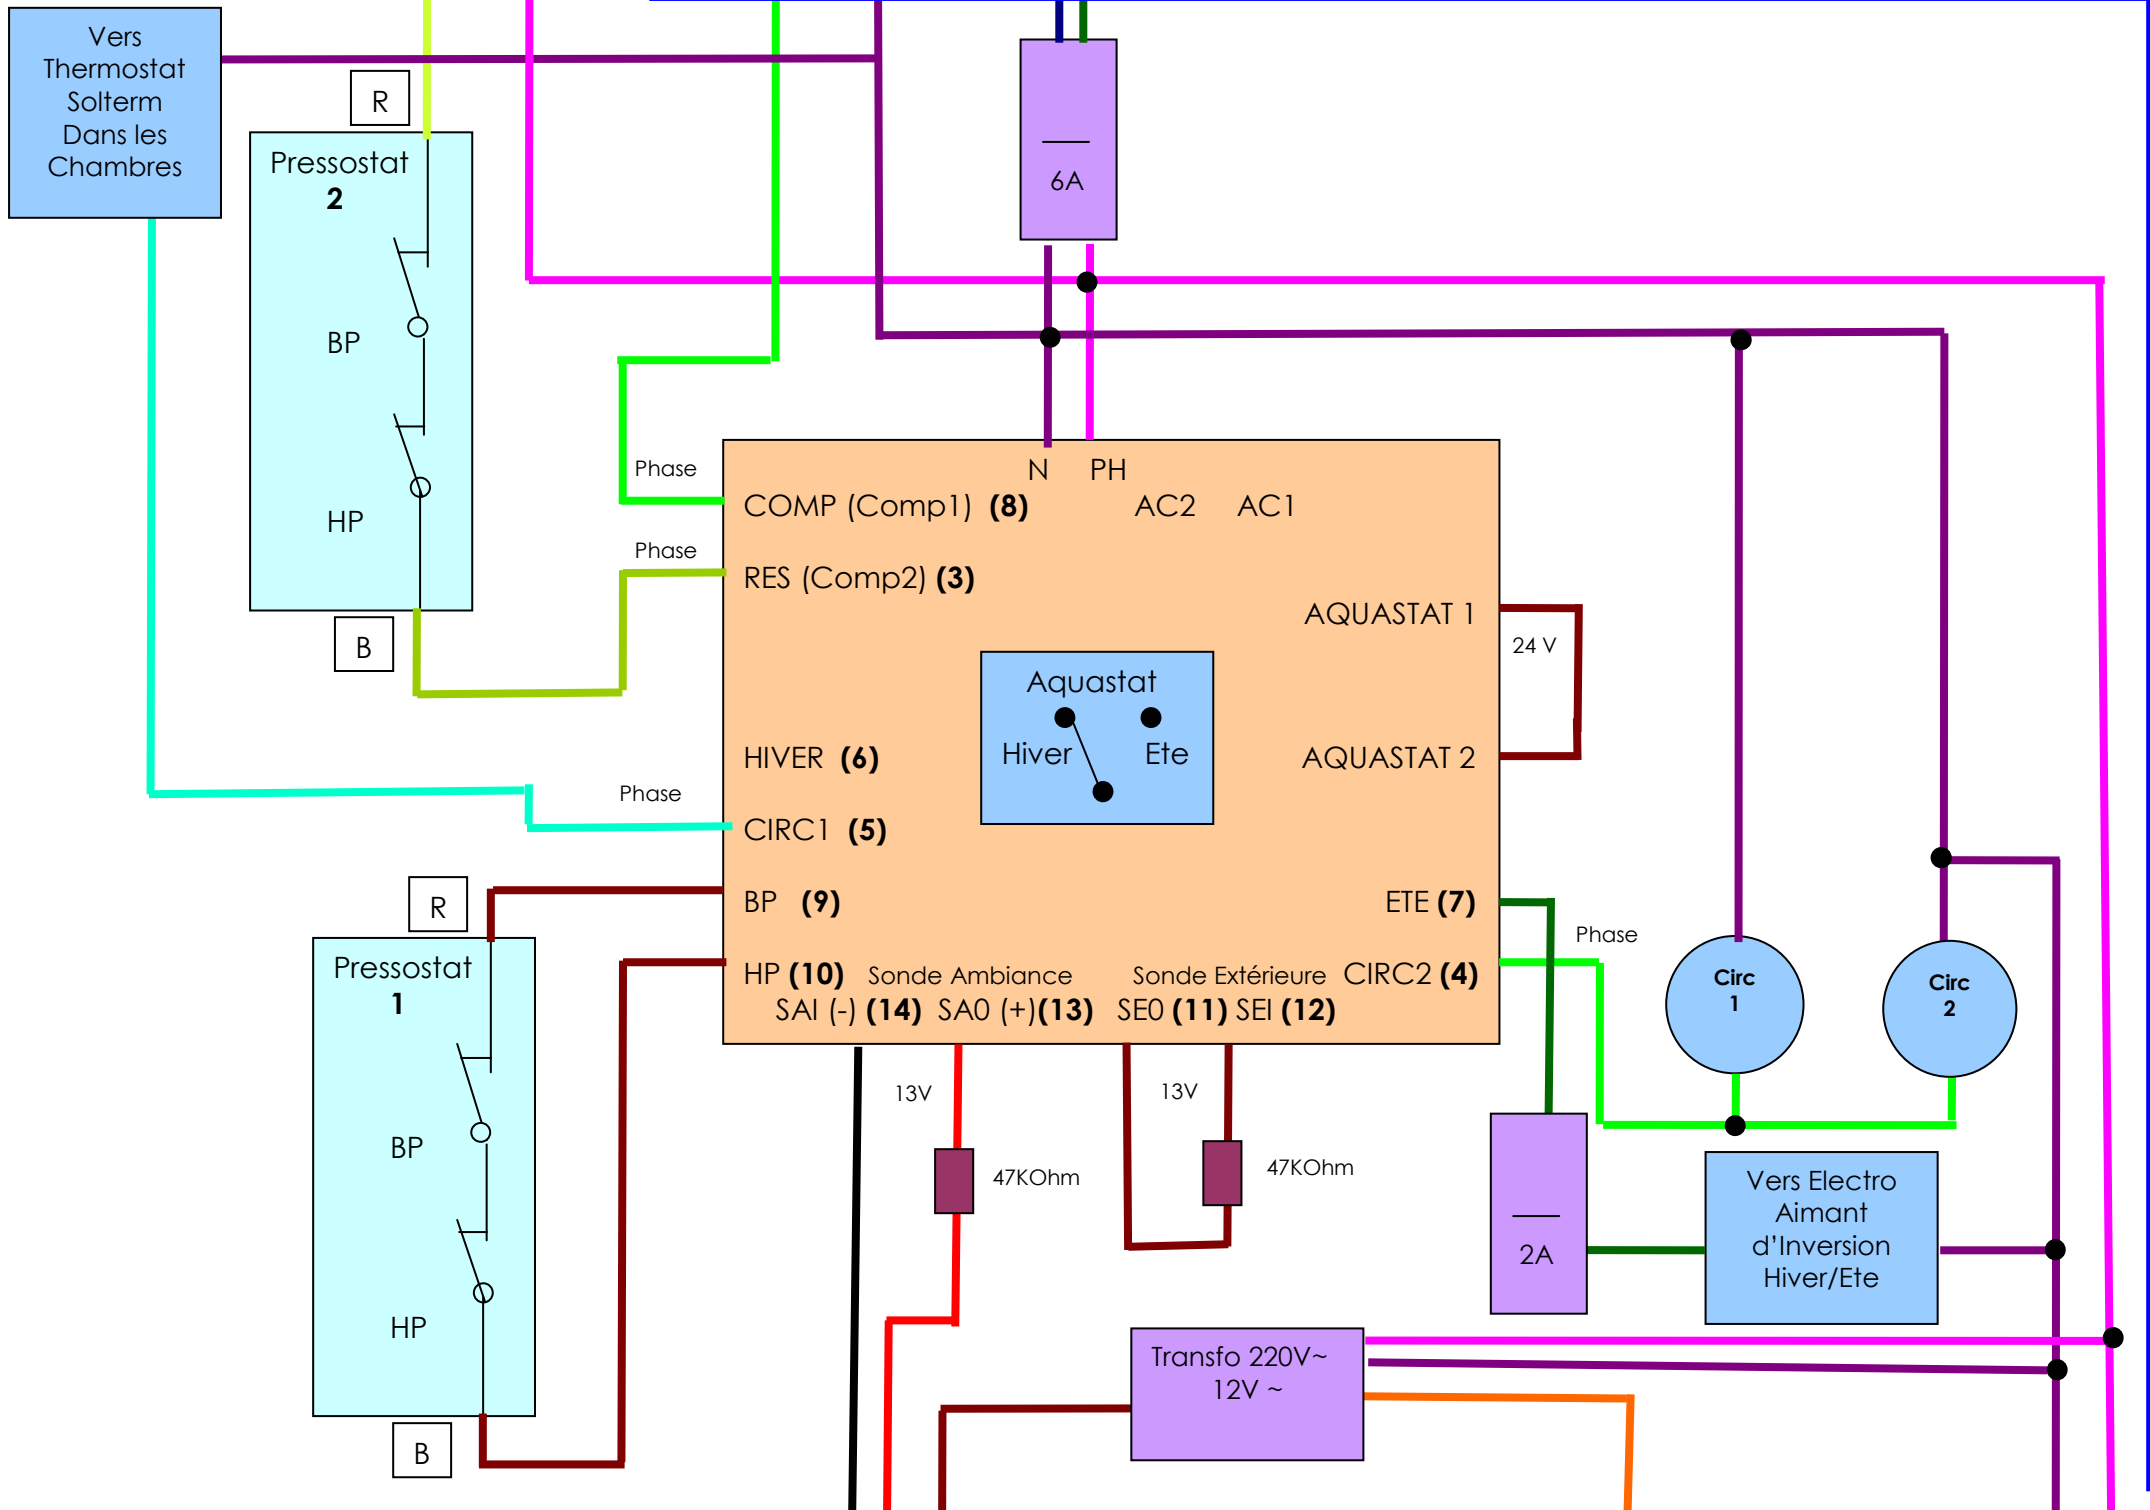 Vers
Thermostat
Solterm
Dans les
Chambres
R
Pressostat
2
BP
HP
B
6A
N PH
Phase
COMP (Comp1) (8) AC2 AC1
Phase
RES (Comp2) (3)
AQUASTAT 1
24 V
Aquastat
Hiver Ete
HIVER (6)
AQUASTAT 2
Phase
CIRC1 (5)
R
BP (9)
ETE (7)
Phase
HP (10) Sonde Ambiance Sonde Extérieure CIRC2 (4)
SAI (-) (14) SA0 (+)(13) SE0 (11) SEI (12)
Circ
1
Circ
2
Pressostat
1
BP
HP
B
13V
13V
47KOhm
47KOhm
2A
Vers Electro
Aimant
d'Inversion
Hiver/Ete
Transfo 220V~
12V ~